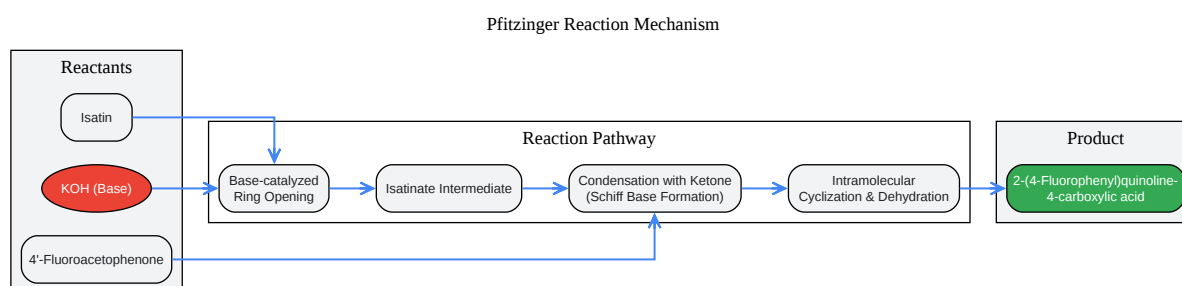 Pfitzinger Reaction Mechanism
Reactants
Isatin
KOH (Base)
4'-Fluoroacetophenone
Reaction Pathway
Base-catalyzed
Ring Opening
Isatinate Intermediate
Condensation with Ketone
(Schiff Base Formation)
Intramolecular
Cyclization & Dehydration
Product
2-(4-Fluorophenyl)quinoline-
4-carboxylic acid